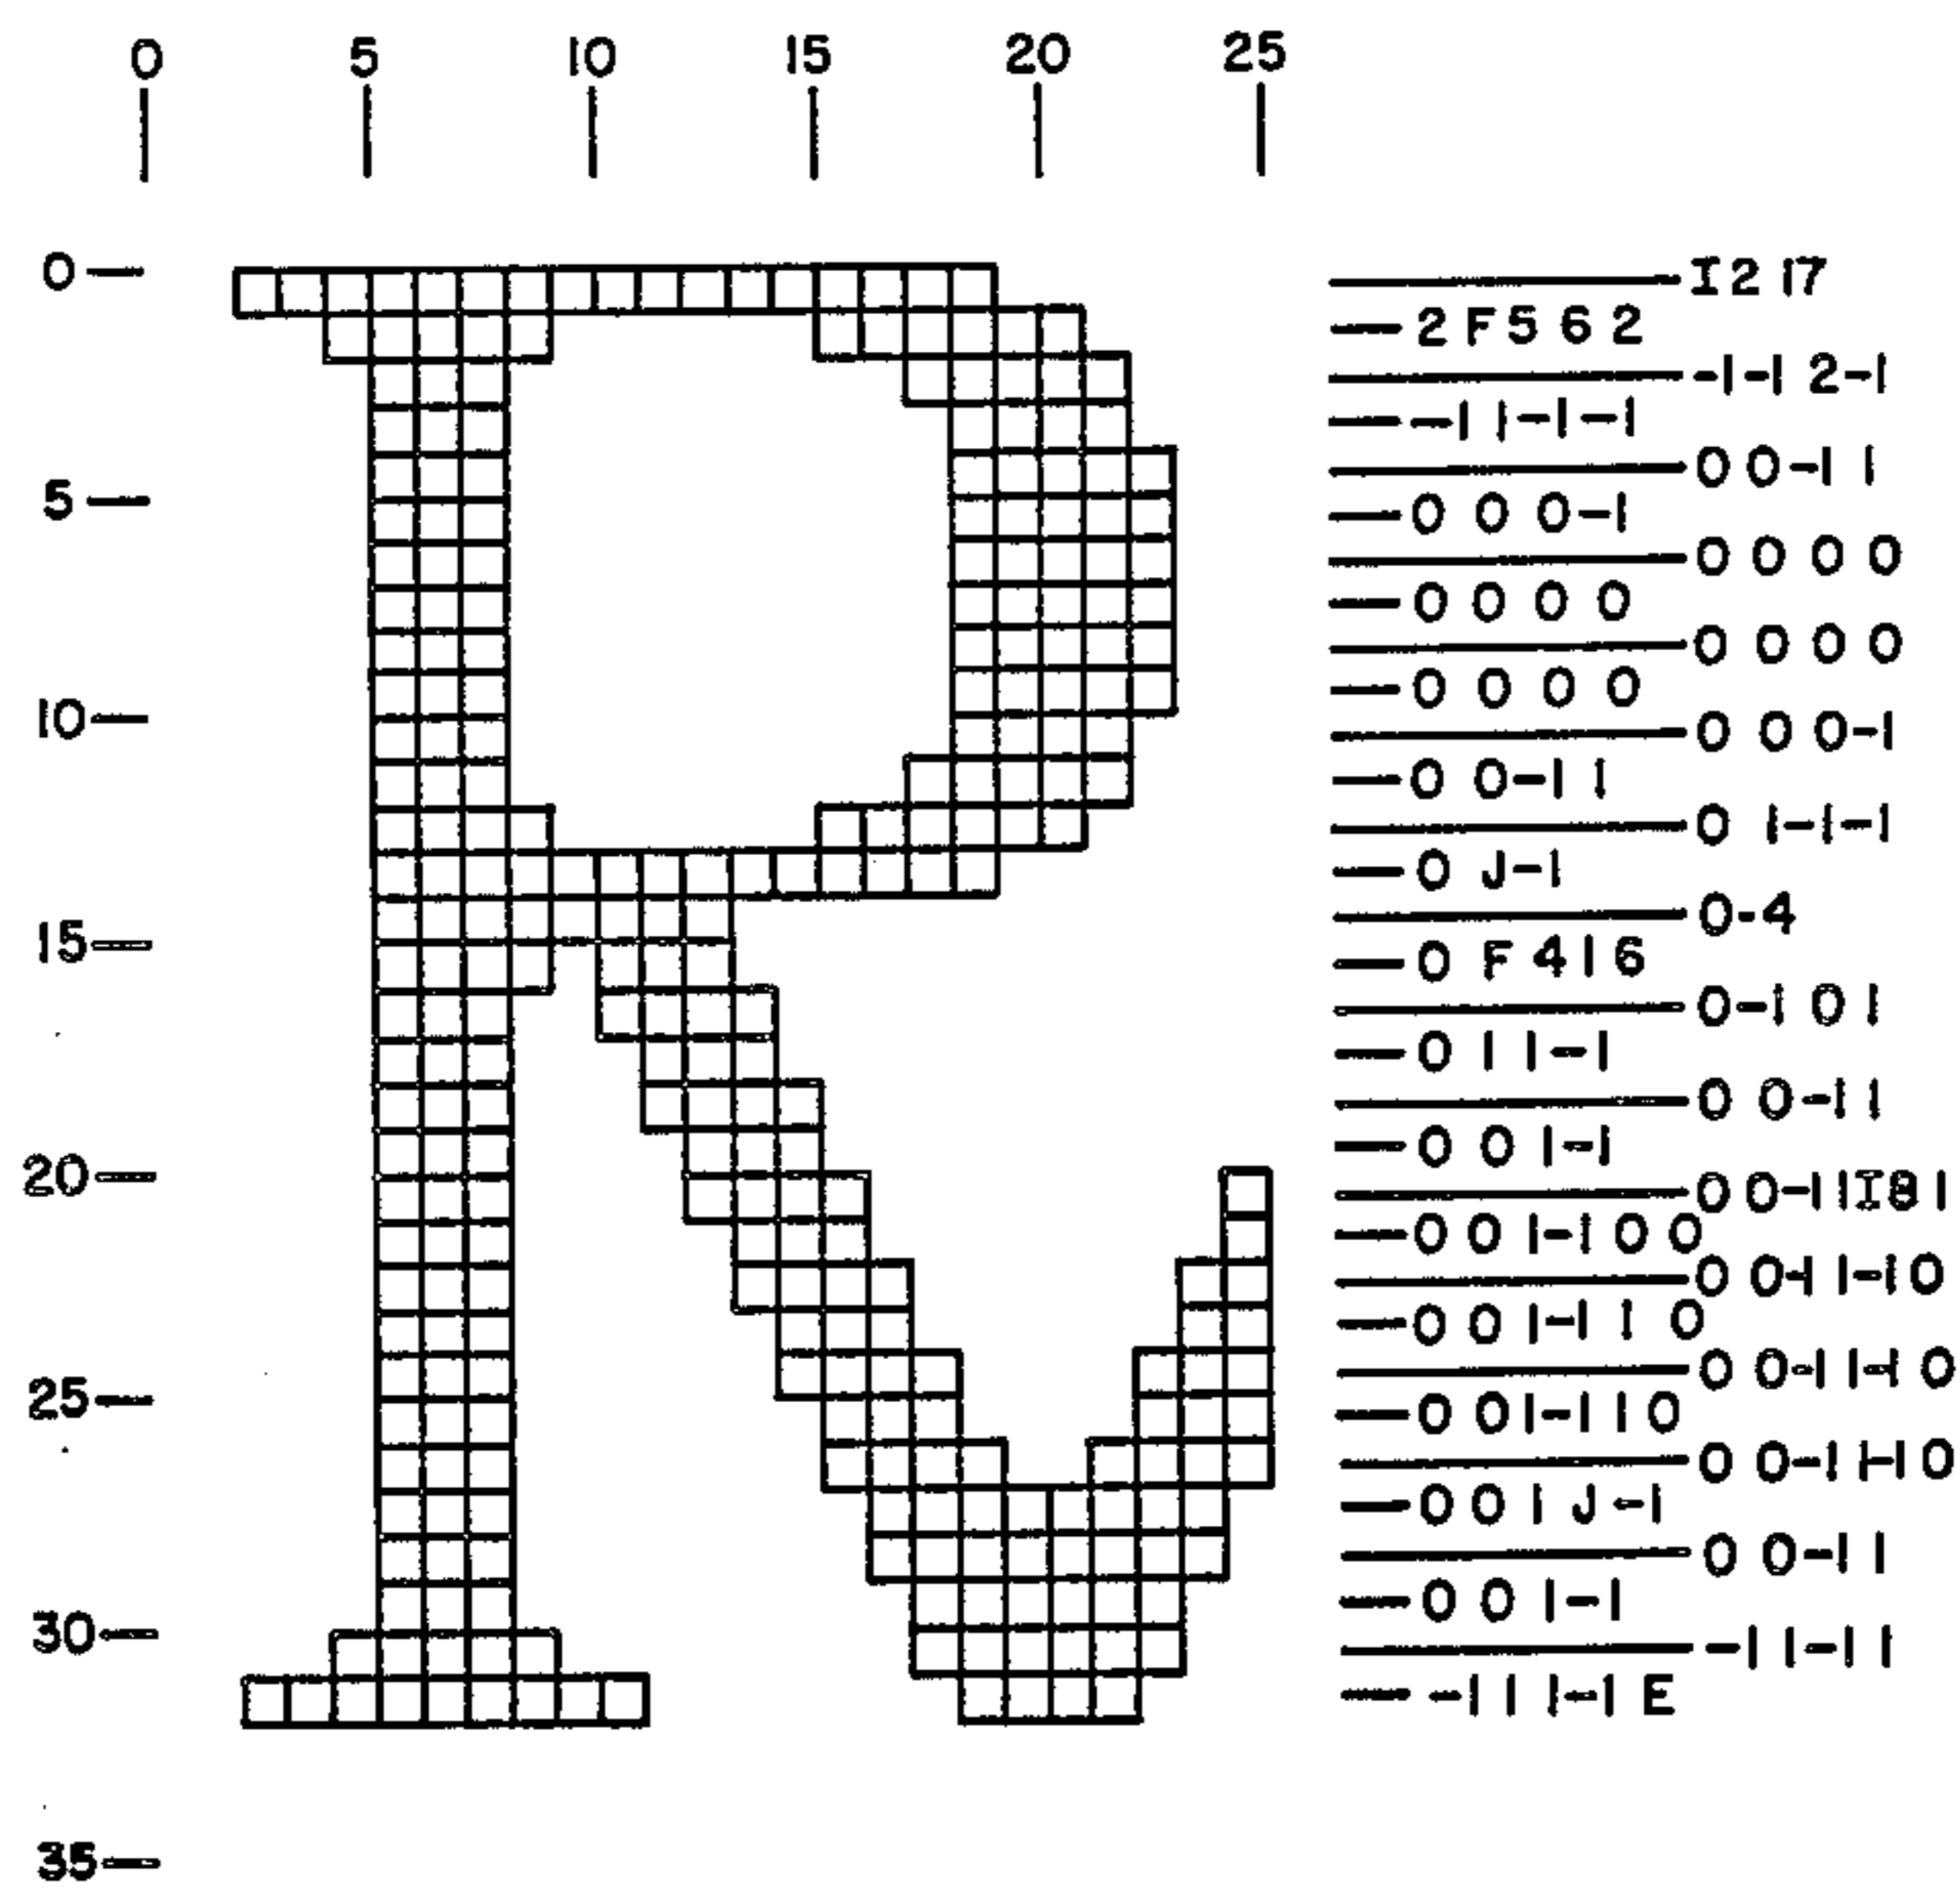 0 5 10 15 20 25
0
I 2 17
2 F 5 6 2
-1 -1 2 -1
-1 1 -1 -1
0 0 -1 1
5
0 0 0 -1
0 0 0 0
0 0 0 0
0 0 0 0
0 0 0 0
10
0 0 0 -1
0 0 -1 1
0 1 -1 -1
0 J -1
0 -4
15
0 F 4 1 6
0 -1 0 1
0 1 1 -1
0 0 -1 1
0 0 1 -1
20
0 0 -1 1 I 8 1
0 0 1 -1 0 0
0 0 -1 1 -1 0
0 0 1 -1 1 0
0 0 -1 1 -1 0
25
0 0 1 -1 1 0
0 0 -1 1 -1 0
0 0 1 J -1
0 0 -1 1
0 0 1 -1
30
-1 1 -1 1
-1 1 1 -1 E
35